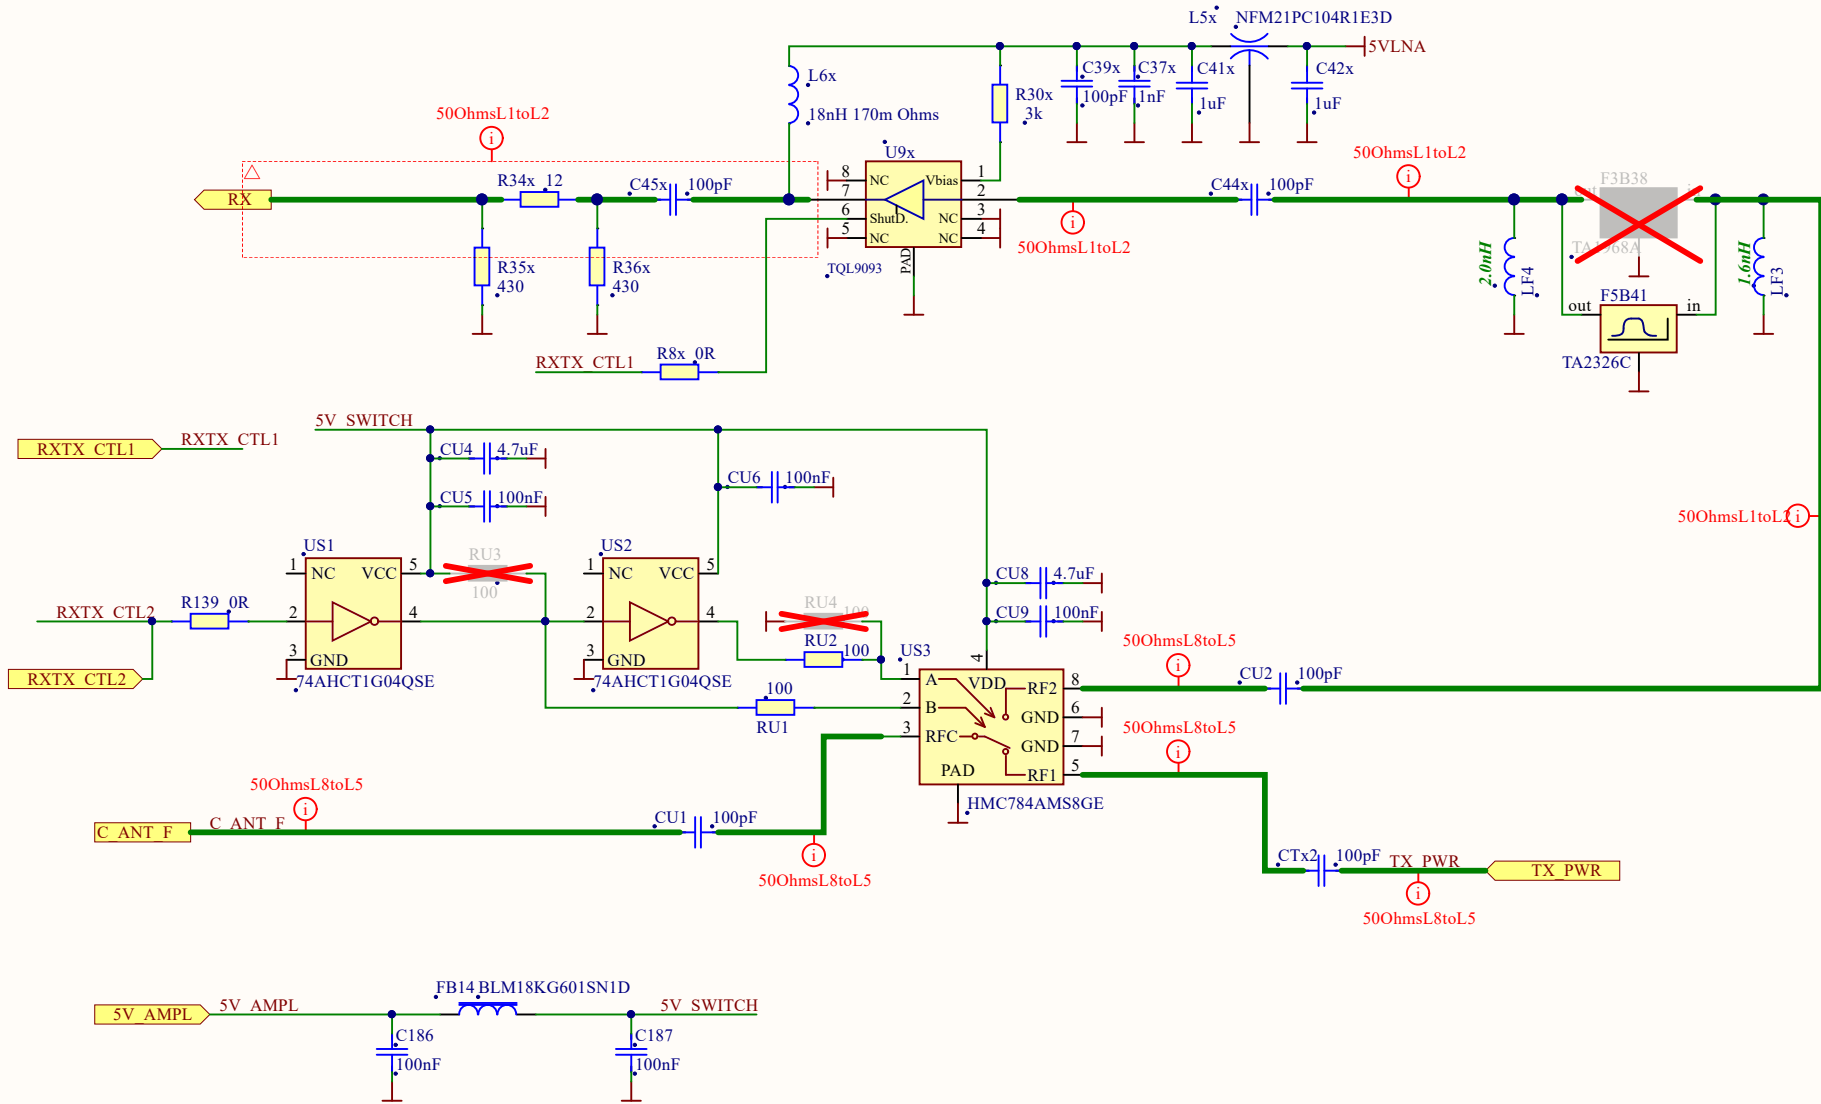 L5x NFM21PC104R1E3D
5VLNA
L6x
18nH 170m Ohms
R30x
3k
C39x
100pF
C37x
1nF
C41x
1uF
C42x
1uF
50OhmsL1toL2
i
U9x
8 NC Vbias 1
7 2
6 ShutD. NC 3
5 NC NC 4
PAD
TQL9093
RX
R34x 12
C45x 100pF
R35x
430
R36x
430
RXTX_CTL1
R8x 0R
50OhmsL1toL2
i
C44x 100pF
50OhmsL1toL2
i
F3B38
TA1968A
2.0nH
LF4
1.6nH
LF3
F5B41
out in
TA2326C
50OhmsL1toL2
i
5V_SWITCH
RXTX_CTL1
RXTX_CTL1
CU4 4.7uF
CU5 100nF
CU6 100nF
US1
1 NC VCC 5
2 4
3 GND
74AHCT1G04QSE
RU3
100
US2
1 NC VCC 5
2 4
3 GND
74AHCT1G04QSE
RXTX_CTL2
R139 0R
RXTX_CTL2
RU4
100
RU2
100
100
RU1
CU8 4.7uF
CU9 100nF
US3
4
1 A VDD RF2 8
2 B GND 6
3 RFC GND 7
PAD RF1 5
HMC784AMS8GE
50OhmsL8toL5
i
CU2 100pF
50OhmsL8toL5
i
50OhmsL8toL5
i
C_ANT_F
C_ANT_F
CU1 100pF
i
50OhmsL8toL5
CTx2 100pF
TX_PWR
TX_PWR
i
50OhmsL8toL5
FB14 BLM18KG601SN1D
5V_AMPL
5V_AMPL
5V_SWITCH
C186
100nF
C187
100nF